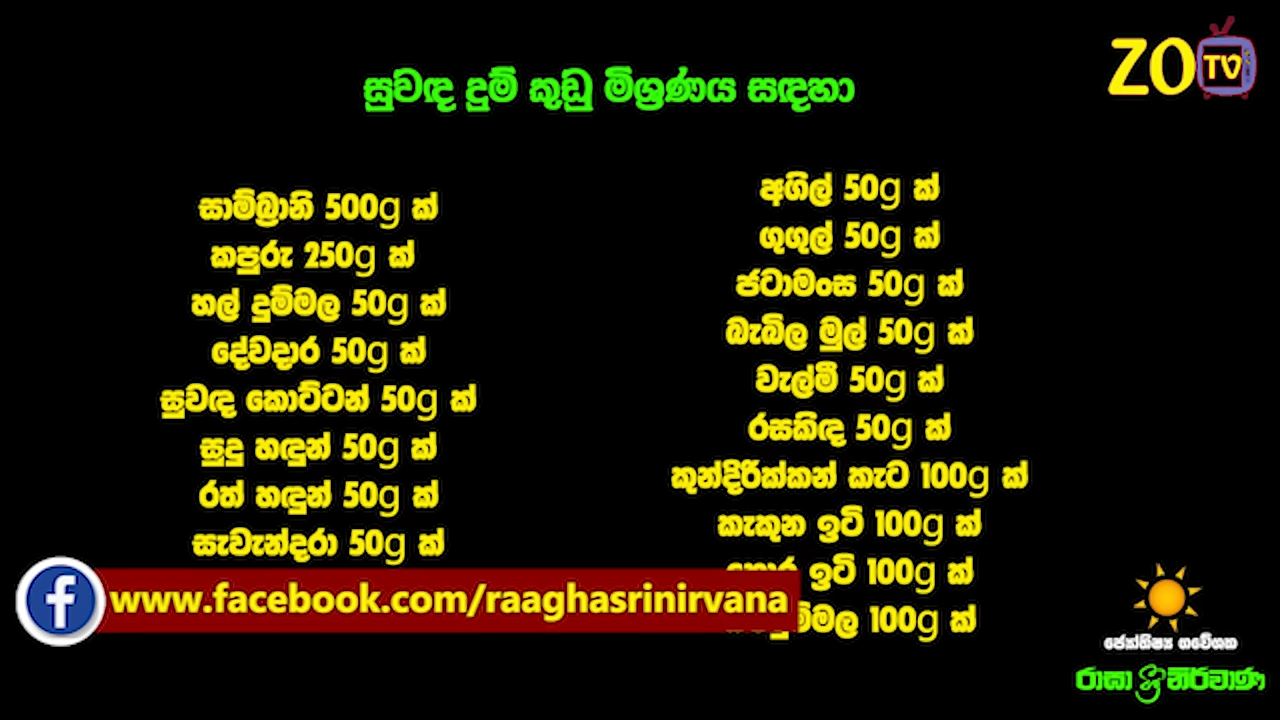 ZOTV
සුවඳ දුම් කුඩු මිශ්‍රණය සඳහා
සාම්බ්‍රානි 500g ක්
කපුරු 250g ක්
හල් දුම්මල 50g ක්
දේවදාර 50g ක්
සුවඳ කොට්ටන් 50g ක්
සුදු හඳුන් 50g ක්
රත් හඳුන් 50g ක්
සැවැන්දරා 50g ක්
අගිල් 50g ක්
ගුගුල් 50g ක්
ජටාමංස 50g ක්
බැබිල මුල් 50g ක්
වැල්මී 50g ක්
රසකිඳ 50g ක්
කුන්දිරික්කන් කැට 100g ක්
කැකුන ඉටි 100g ක්
ඉටි 100g ක්
100g ක්
www.facebook.com/raaghasrinirvana
ජ්‍යෝතිෂ්‍ය ගවේශක
රාඝා ශ්‍රී නිර්වාණ